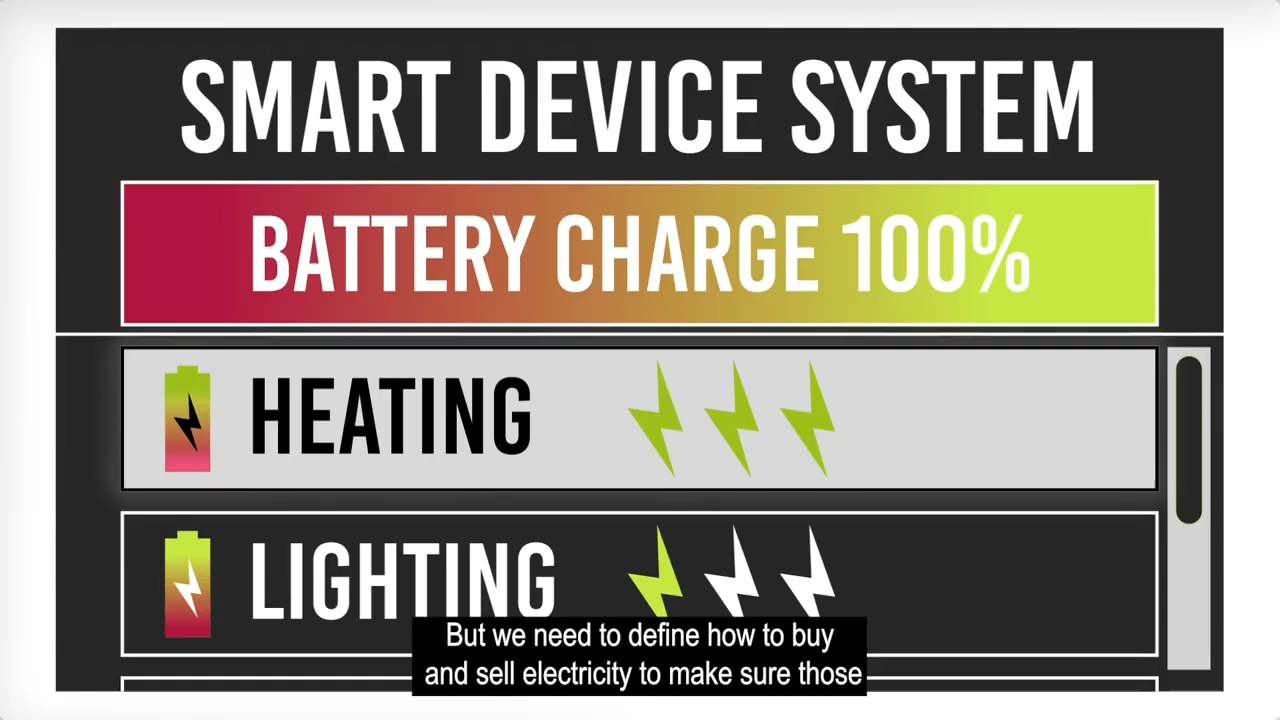 SMART DEVICE SYSTEM
BATTERY CHARGE 100%
HEATING
LIGHTING
But we need to define how to buy
and sell electricity to make sure those